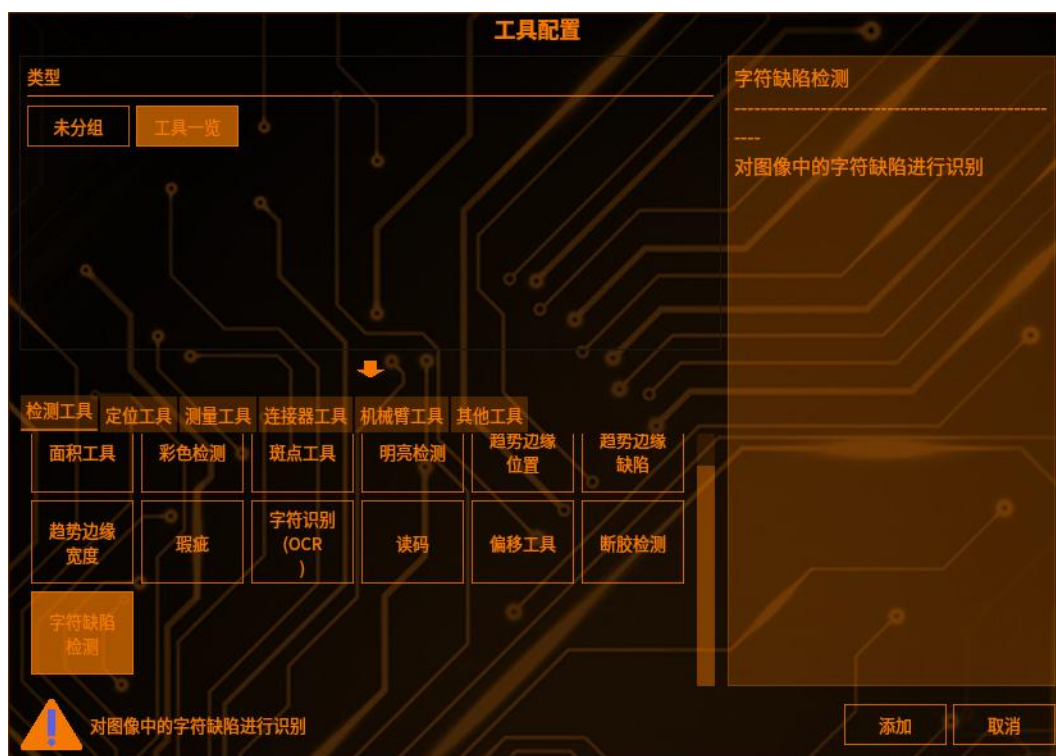 工具配置
类型
未分组
工具一览
字符缺陷检测
-----------------------------------------------
----
对图像中的字符缺陷进行识别
检测工具
定位工具
测量工具
连接器工具
机械臂工具
其他工具
面积工具
彩色检测
斑点工具
明亮检测
趋势边缘
位置
趋势边缘
缺陷
趋势边缘
宽度
瑕疵
字符识别
(OCR
)
读码
偏移工具
断胶检测
字符缺陷
检测
对图像中的字符缺陷进行识别
添加
取消